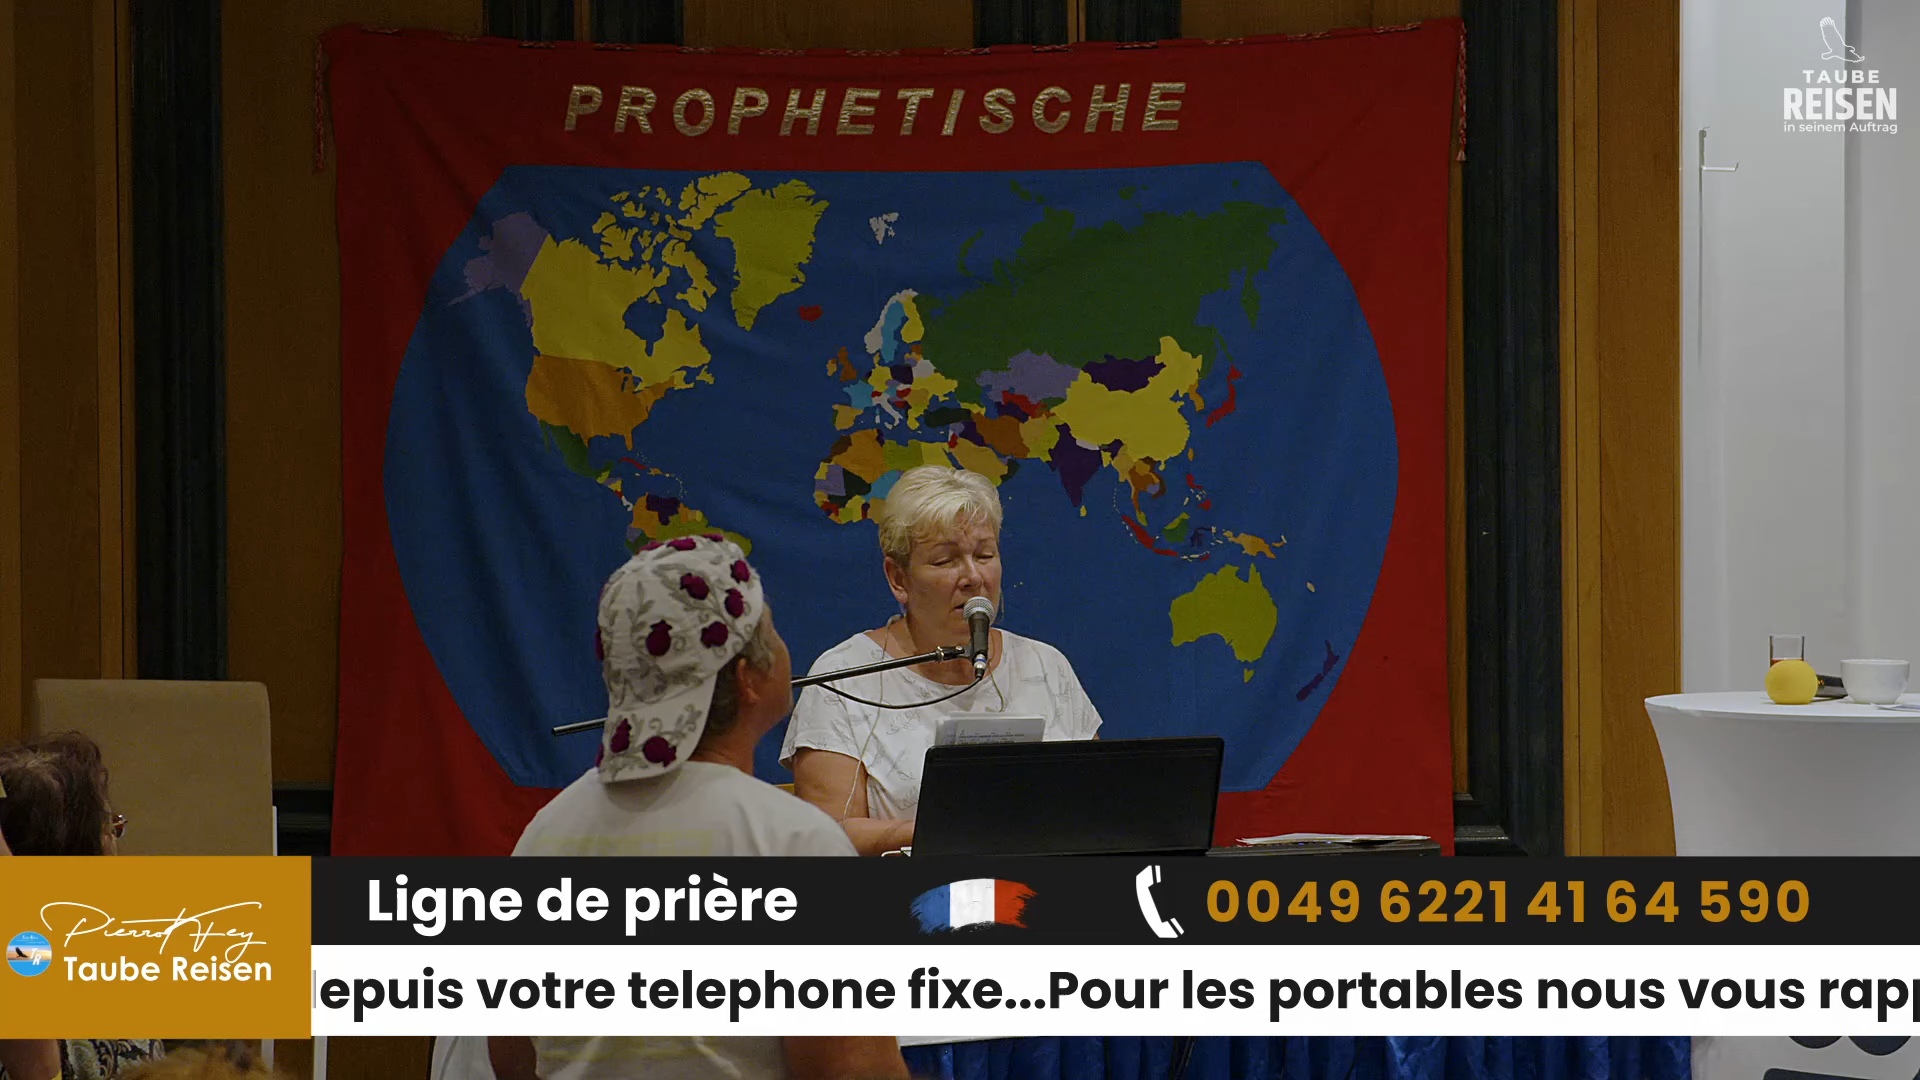 PROPHETISCHE
TAUBE
REISEN
in seinem Auftrag
Ligne de prière
0049 6221 41 64 590
Pierrot Fey
Taube Reisen
epuis votre telephone fixe...Pour les portables nous vous rapp